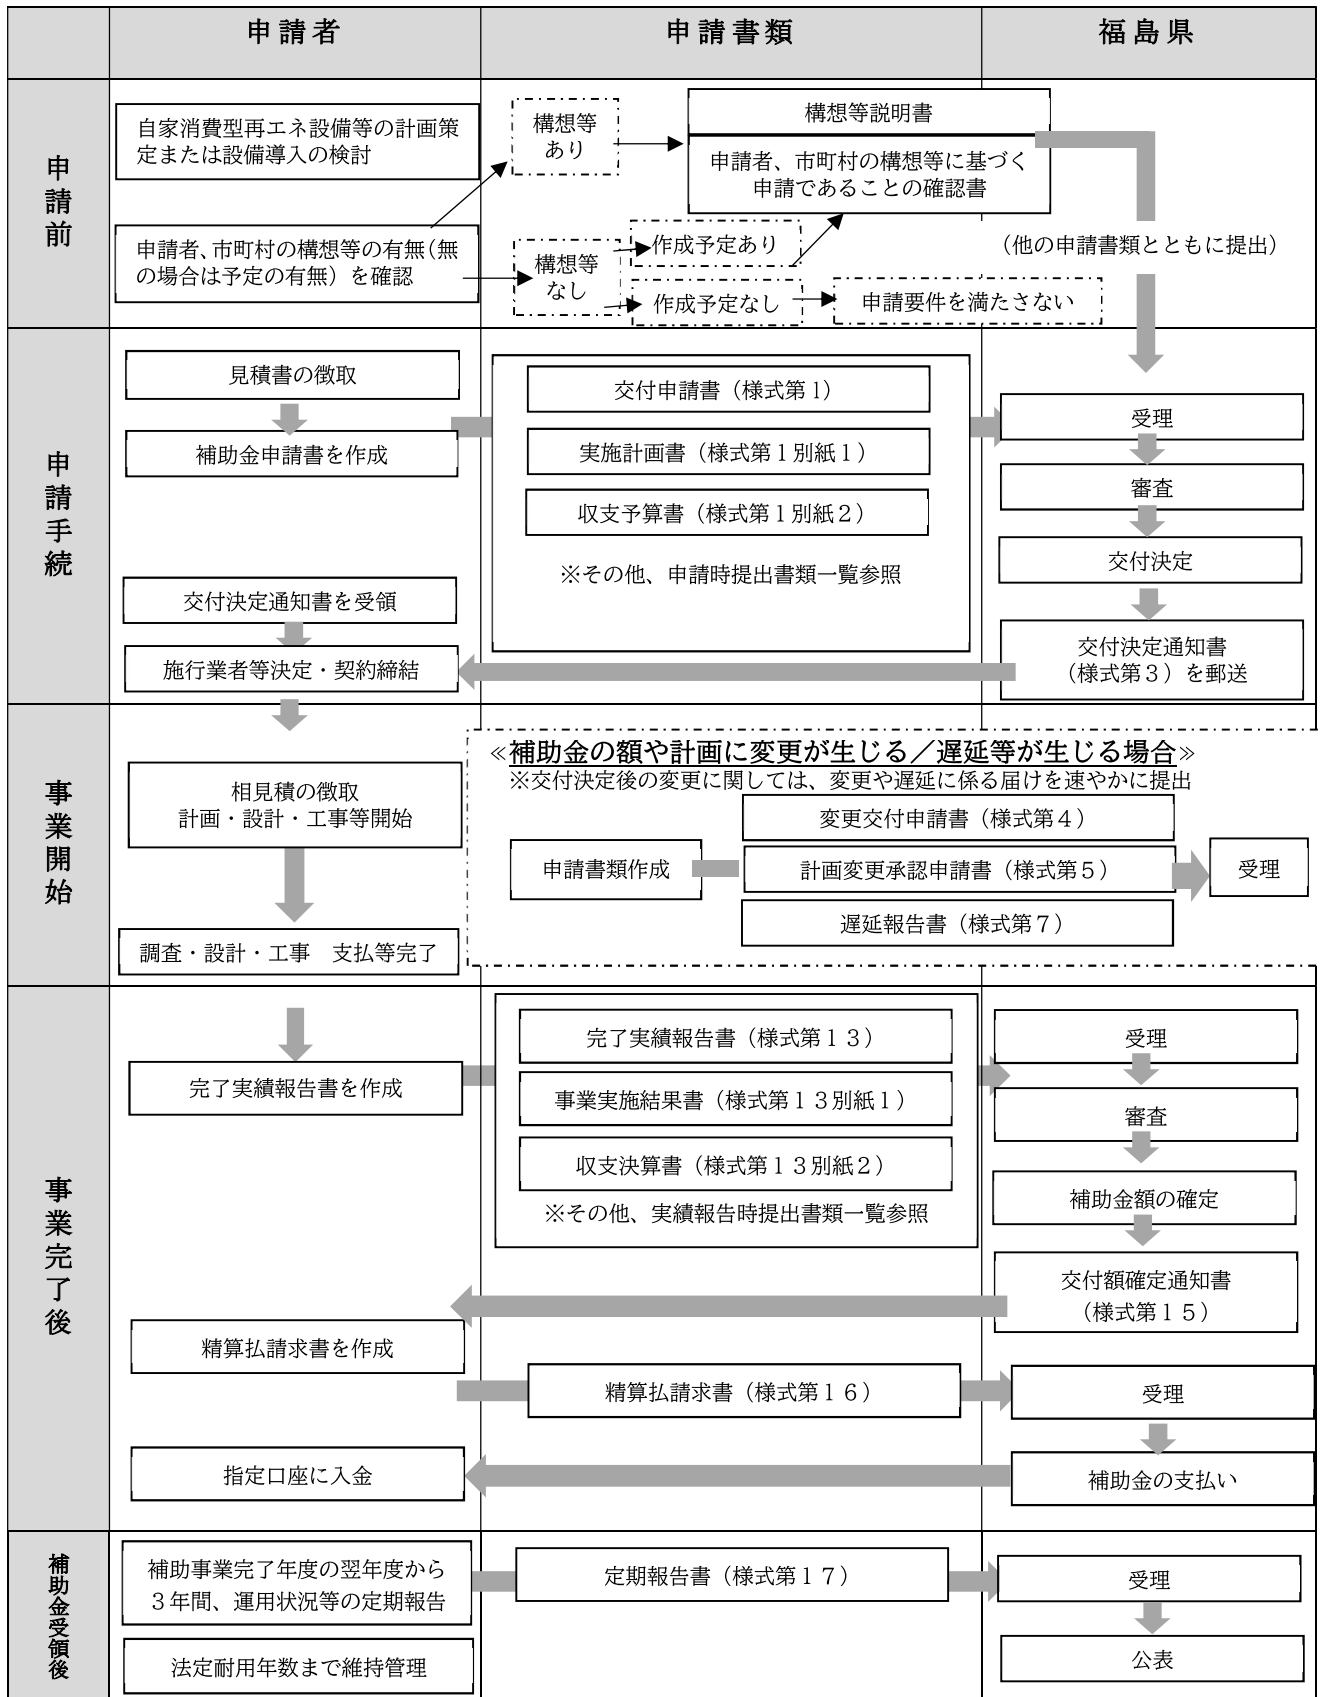 申請者
申請書類
福島県
申請前
自家消費型再エネ設備等の計画策
定または設備導入の検討
申請者、市町村の構想等の有無（無
の場合は予定の有無）を確認
構想等
あり
構想等
なし
作成予定あり
作成予定なし
構想等説明書
申請者、市町村の構想等に基づく
申請であることの確認書
申請要件を満たさない
（他の申請書類とともに提出）
申請手続
見積書の徴取
補助金申請書を作成
交付申請書（様式第１）
実施計画書（様式第１別紙１）
収支予算書（様式第１別紙２）
※その他、申請時提出書類一覧参照
受理
審査
交付決定
交付決定通知書
（様式第３）を郵送
交付決定通知書を受領
施行業者等決定・契約締結
事業開始
相見積の徴取
計画・設計・工事等開始
調査・設計・工事　支払等完了
≪補助金の額や計画に変更が生じる／遅延等が生じる場合≫
※交付決定後の変更に関しては、変更や遅延に係る届けを速やかに提出
申請書類作成
変更交付申請書（様式第４）
計画変更承認申請書（様式第５）
遅延報告書（様式第７）
受理
事業完了後
完了実績報告書を作成
完了実績報告書（様式第１３）
事業実施結果書（様式第１３別紙１）
収支決算書（様式第１３別紙２）
※その他、実績報告時提出書類一覧参照
受理
審査
補助金額の確定
交付額確定通知書
（様式第１５）
精算払請求書を作成
精算払請求書（様式第１６）
受理
補助金の支払い
指定口座に入金
補助金受領後
補助事業完了年度の翌年度から
３年間、運用状況等の定期報告
定期報告書（様式第１７）
受理
公表
法定耐用年数まで維持管理